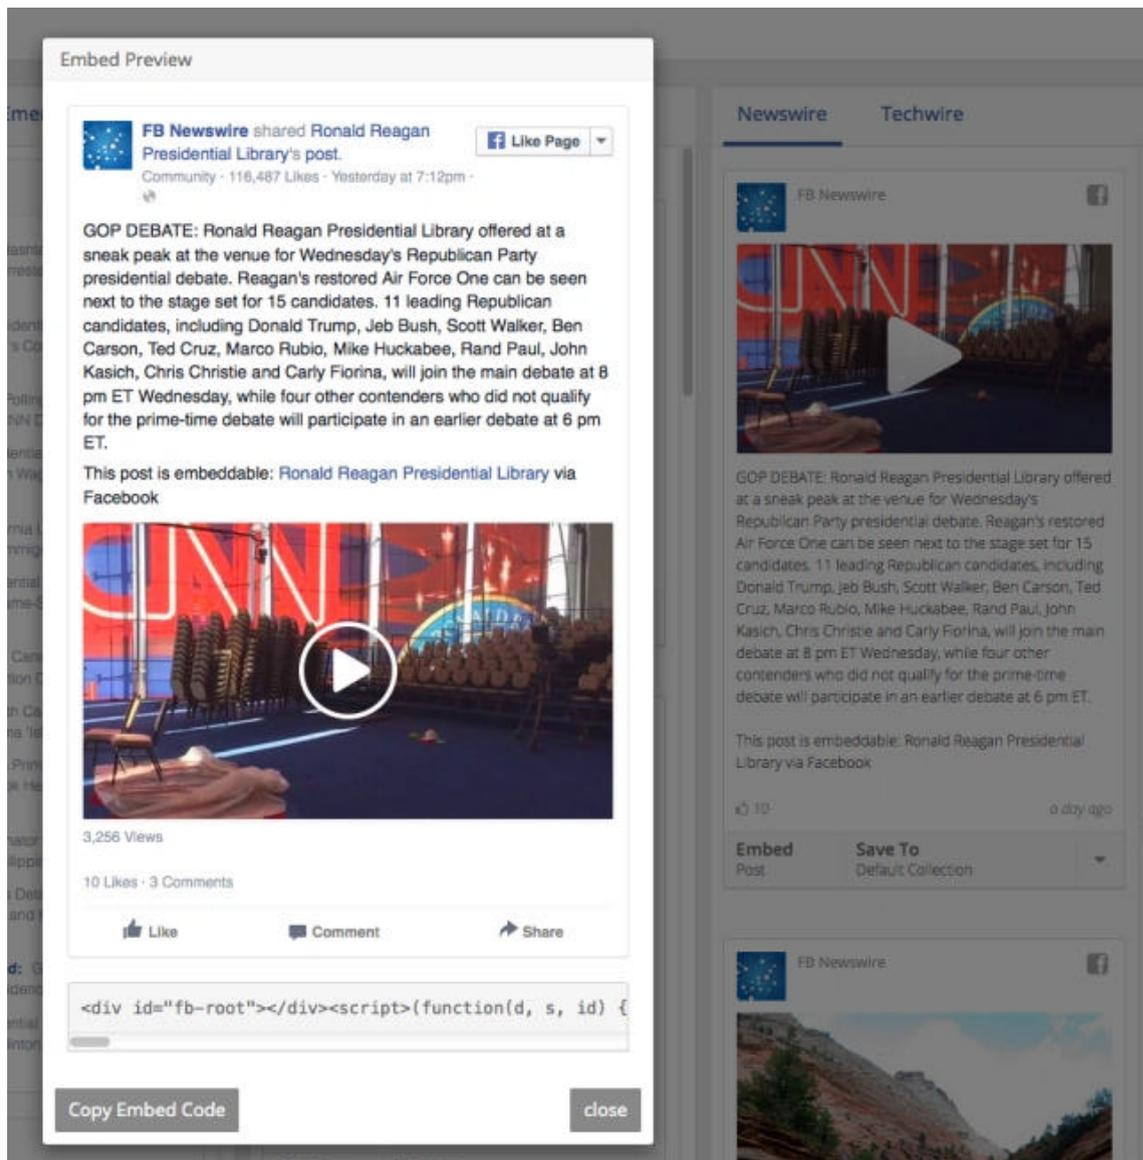 Embed Preview
FB Newswire shared Ronald Reagan
Presidential Library's post.
Like Page
Community · 116,487 Likes · Yesterday at 7:12pm ·
GOP DEBATE: Ronald Reagan Presidential Library offered at a
sneak peak at the venue for Wednesday's Republican Party
presidential debate. Reagan's restored Air Force One can be seen
next to the stage set for 15 candidates. 11 leading Republican
candidates, including Donald Trump, Jeb Bush, Scott Walker, Ben
Carson, Ted Cruz, Marco Rubio, Mike Huckabee, Rand Paul, John
Kasich, Chris Christie and Carly Fiorina, will join the main debate at 8
pm ET Wednesday, while four other contenders who did not qualify
for the prime-time debate will participate in an earlier debate at 6 pm
ET.
This post is embeddable: Ronald Reagan Presidential Library via
Facebook
CNN
3,256 Views
10 Likes · 3 Comments
Like Comment Share
<div id="fb-root"></div><script>(function(d, s, id) {
Copy Embed Code
close
Newswire Techwire
FB Newswire
CNN
GOP DEBATE: Ronald Reagan Presidential Library offered
at a sneak peak at the venue for Wednesday's
Republican Party presidential debate. Reagan's restored
Air Force One can be seen next to the stage set for 15
candidates. 11 leading Republican candidates, including
Donald Trump, Jeb Bush, Scott Walker, Ben Carson, Ted
Cruz, Marco Rubio, Mike Huckabee, Rand Paul, John
Kasich, Chris Christie and Carly Fiorina, will join the main
debate at 8 pm ET Wednesday, while four other
contenders who did not qualify for the prime-time
debate will participate in an earlier debate at 6 pm ET.
This post is embeddable: Ronald Reagan Presidential
Library via Facebook
10
a day ago
Embed
Post
Save To
Default Collection
FB Newswire